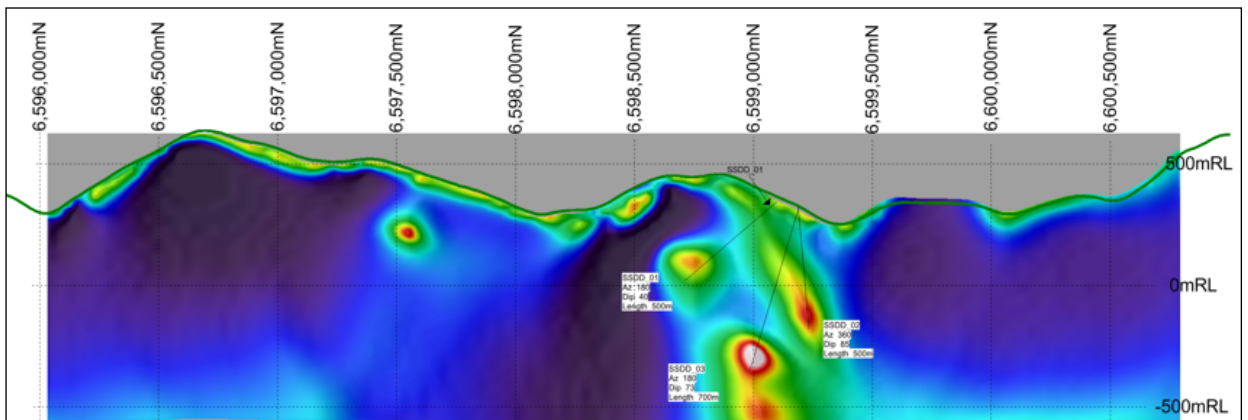 6,596,000mN
6,596,500mN
6,597,000mN
6,597,500mN
6,598,000mN
6,598,500mN
6,599,000mN
6,599,500mN
6,600,000mN
6,600,500mN
500mRL
SSDD_01
SSDD_01
Az 180
Dip 40
Length 500m
0mRL
SSDD_02
Az 360
Dip 85
Length 500m
SSDD_03
Az 180
Dip 73
Length 700m
-500mRL